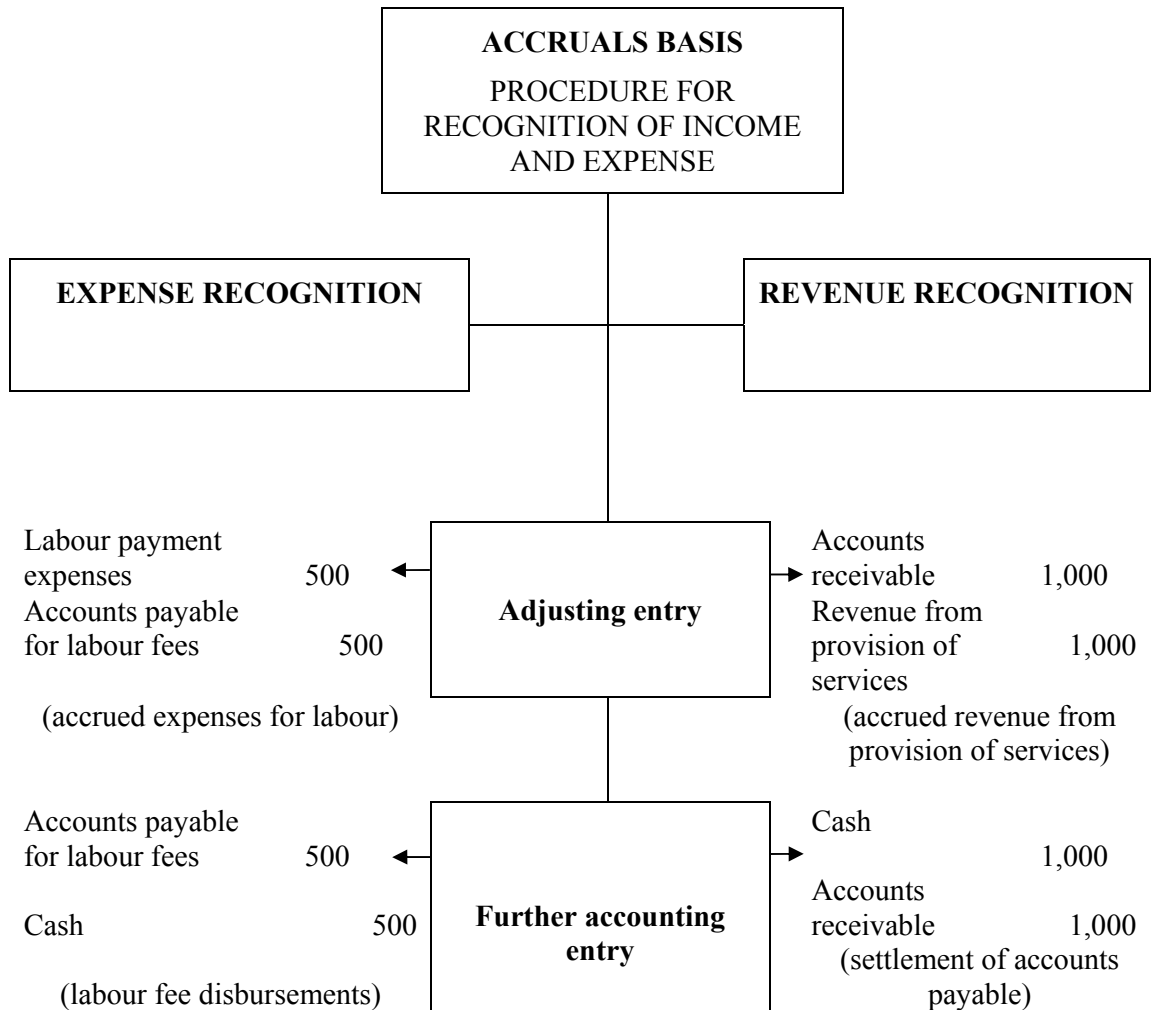 ACCRUALS BASIS
PROCEDURE FOR
RECOGNITION OF INCOME
AND EXPENSE
EXPENSE RECOGNITION
REVENUE RECOGNITION
Labour payment
expenses 500
Accounts payable
for labour fees 500
(accrued expenses for labour)
Adjusting entry
Accounts
receivable 1,000
Revenue from
provision of 1,000
services
(accrued revenue from
provision of services)
Accounts payable
for labour fees 500
Cash 500
(labour fee disbursements)
Further accounting
entry
Cash
1,000
Accounts
receivable 1,000
(settlement of accounts
payable)